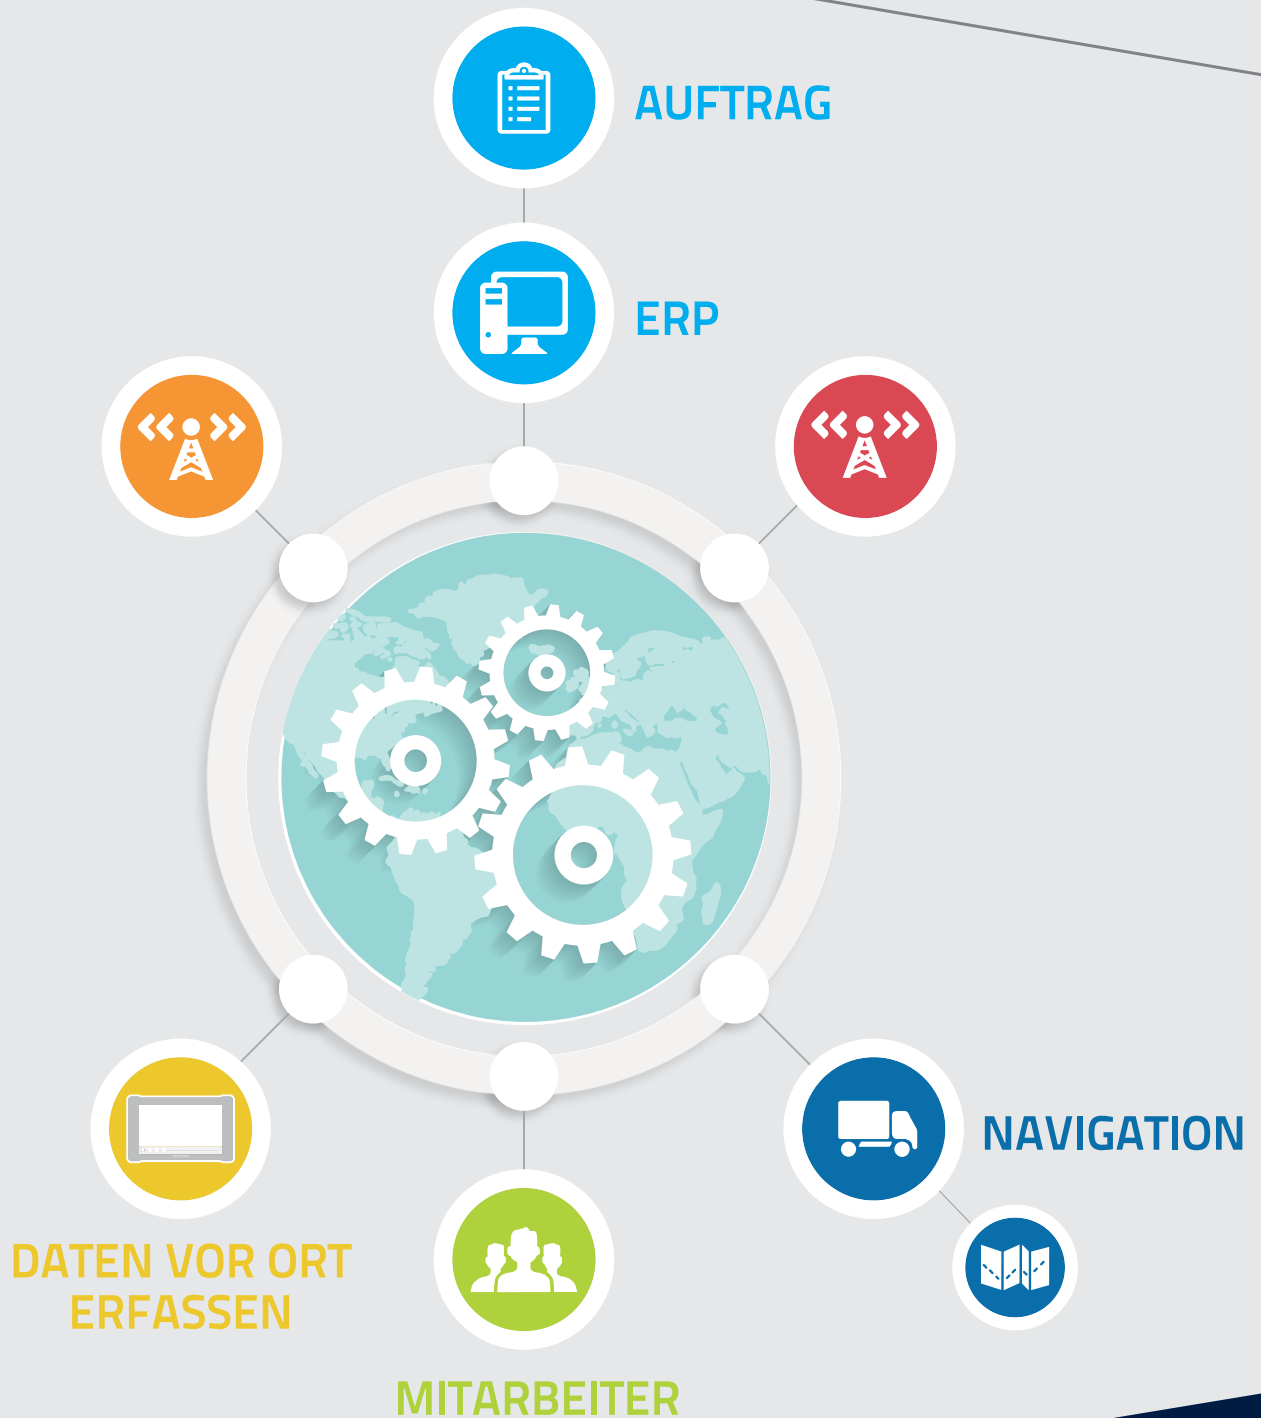 AUFTRAG
ERP
NAVIGATION
DATEN VOR ORT
ERFASSEN
MITARBEITER